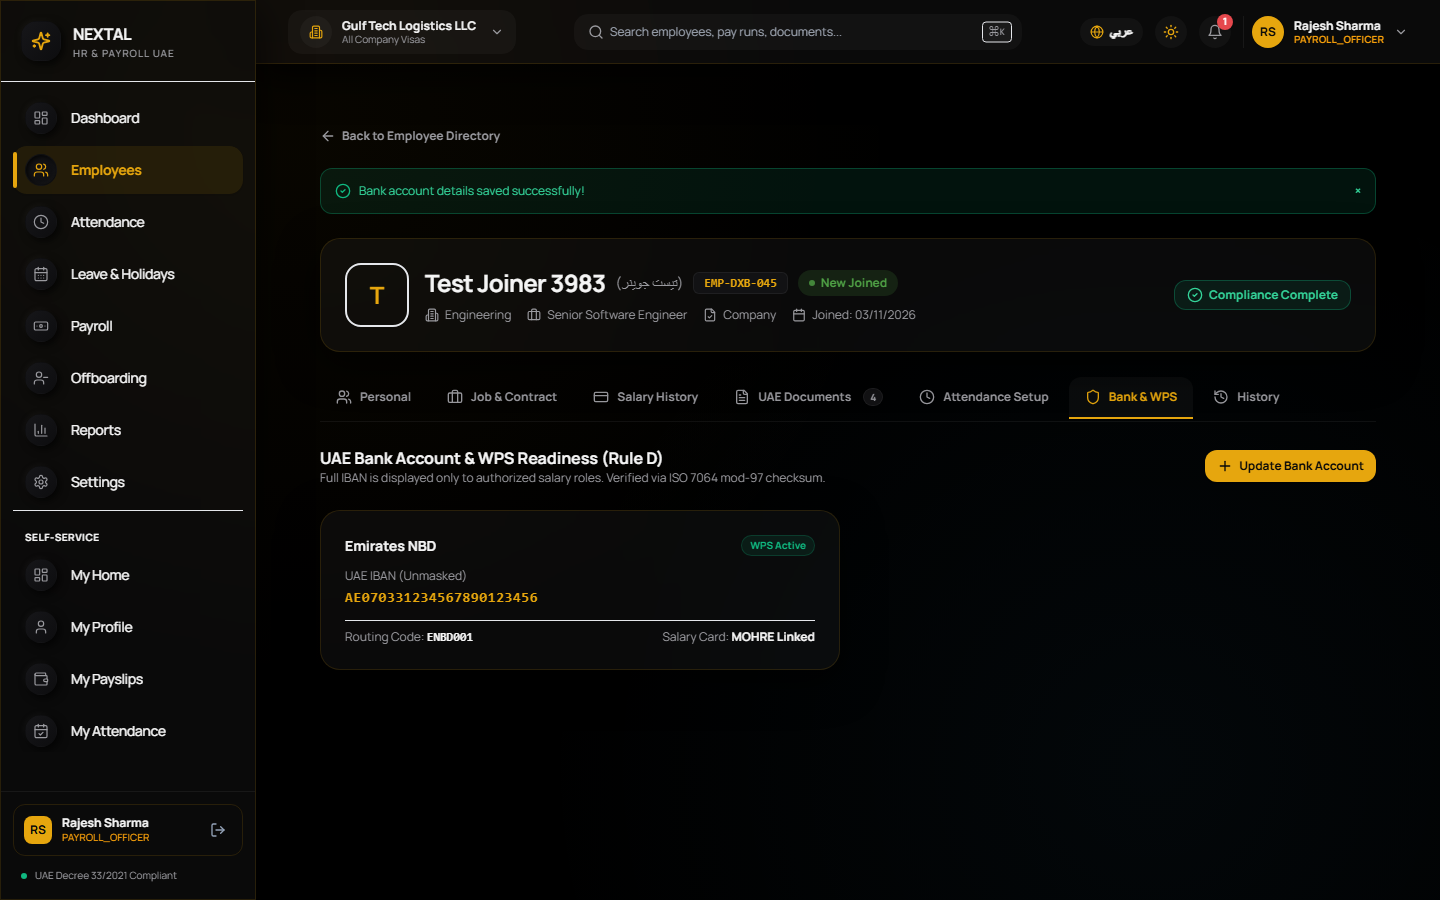 NEXTAL
HR & PAYROLL UAE
Gulf Tech Logistics LLC
All Company Visas
Search employees, pay runs, documents...
⌘K
عربي
1
RS
Rajesh Sharma
PAYROLL_OFFICER
Dashboard
Employees
Attendance
Leave & Holidays
Payroll
Offboarding
Reports
Settings
SELF-SERVICE
My Home
My Profile
My Payslips
My Attendance
RS
Rajesh Sharma
PAYROLL_OFFICER
UAE Decree 33/2021 Compliant
Back to Employee Directory
Bank account details saved successfully!
×
T
Test Joiner 3983 (تيست جوينر) EMP-DXB-045 New Joined
Engineering Senior Software Engineer Company Joined: 03/11/2026
Compliance Complete
Personal Job & Contract Salary History UAE Documents 4 Attendance Setup Bank & WPS History
UAE Bank Account & WPS Readiness (Rule D)
Full IBAN is displayed only to authorized salary roles. Verified via ISO 7064 mod-97 checksum.
Update Bank Account
Emirates NBD
WPS Active
UAE IBAN (Unmasked)
AE070331234567890123456
Routing Code: ENBD001
Salary Card: MOHRE Linked